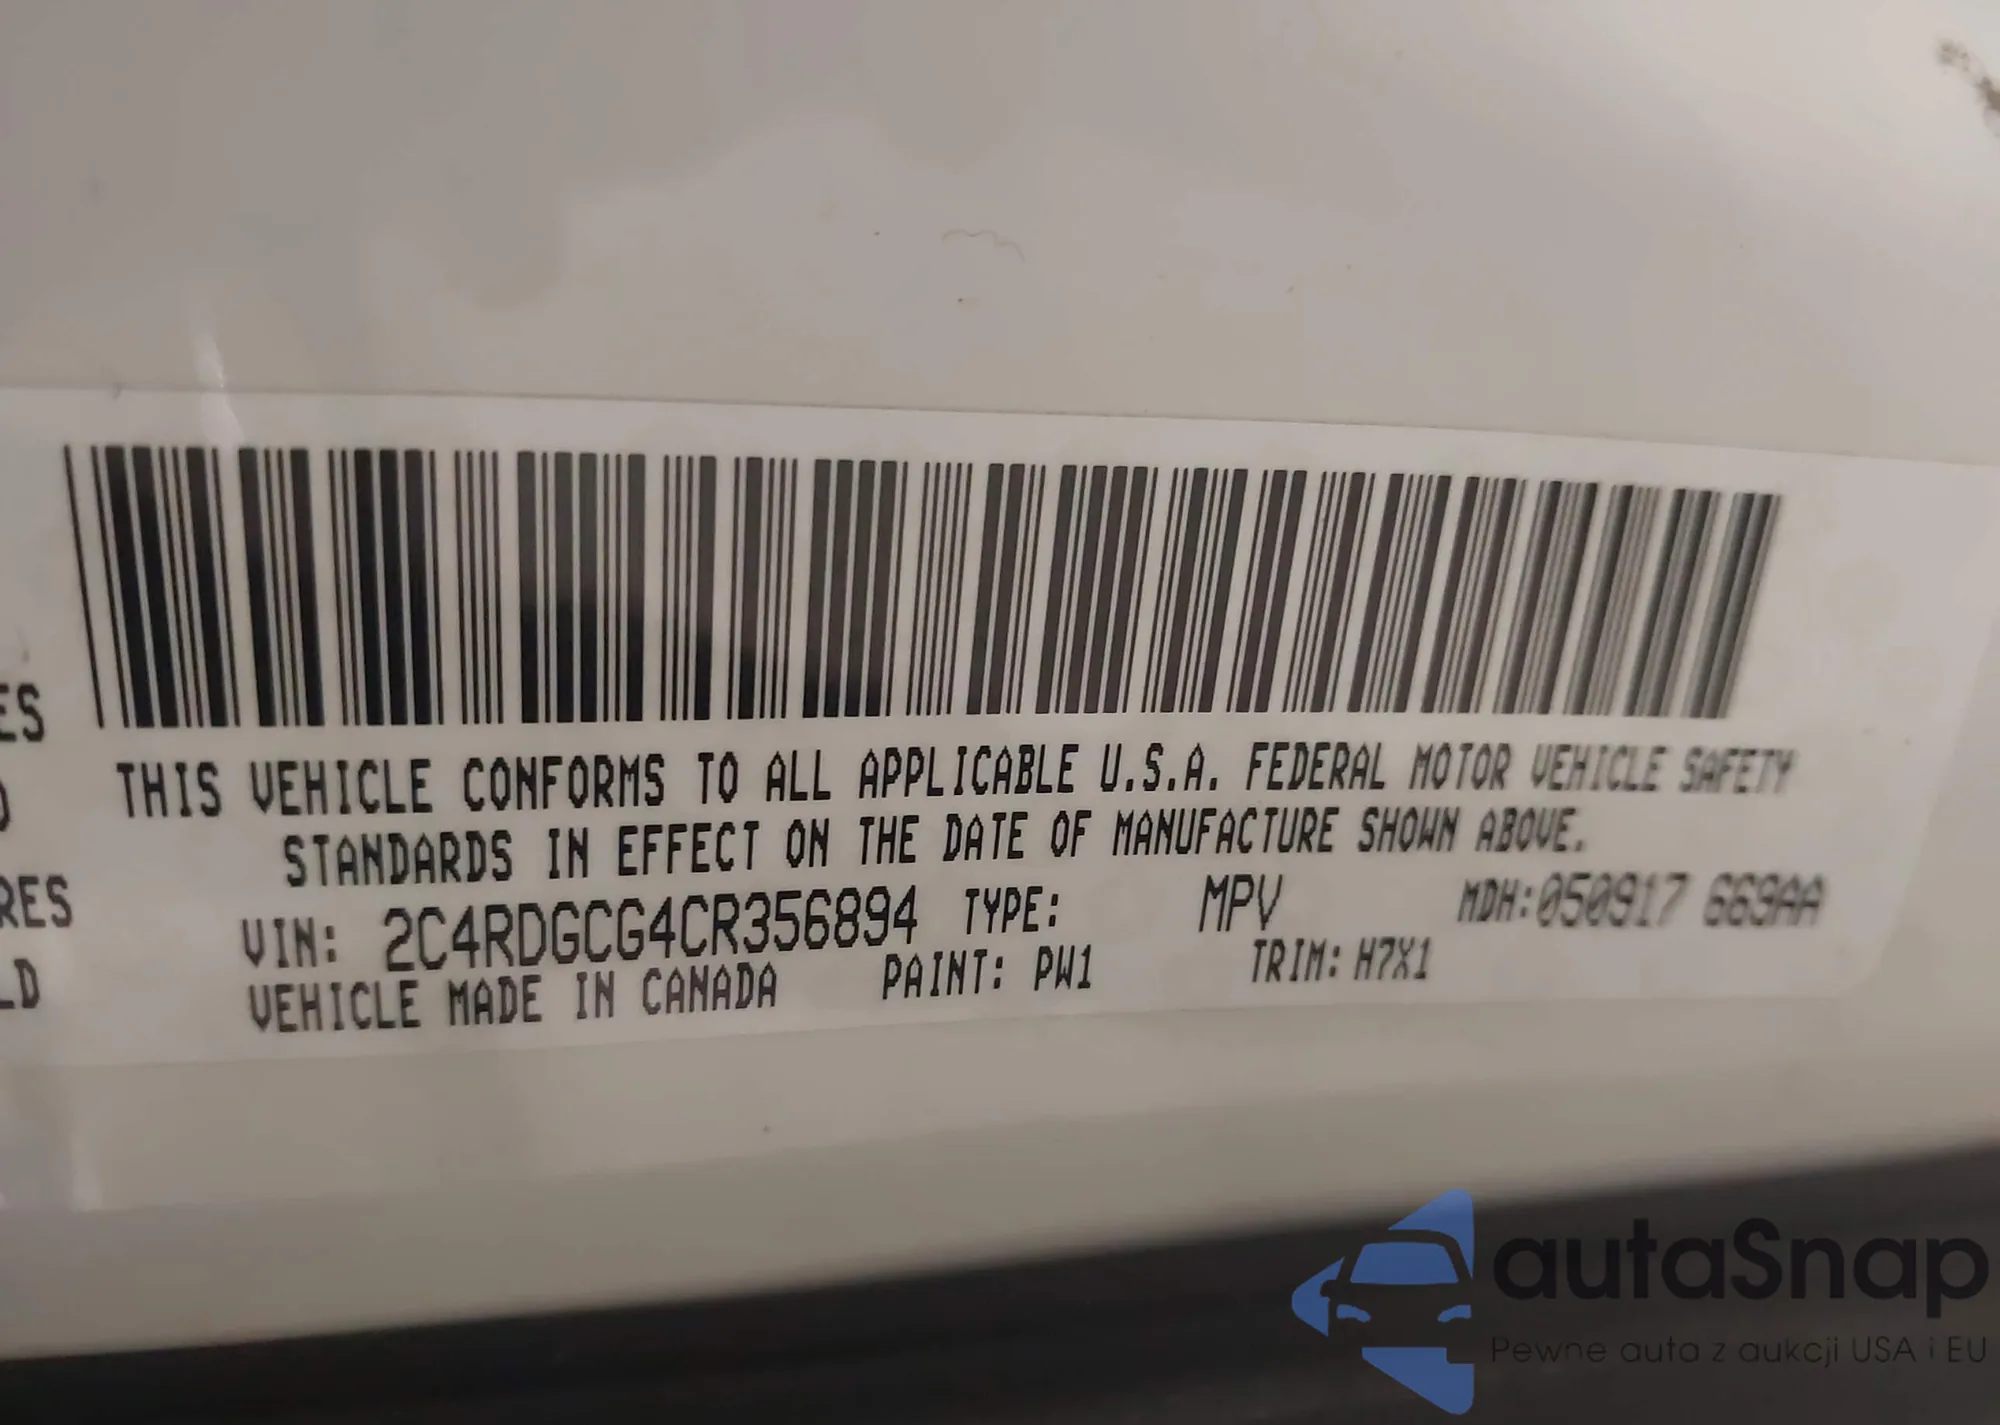 ES
RES
LD
THIS VEHICLE CONFORMS TO ALL APPLICABLE U.S.A. FEDERAL MOTOR VEHICLE SAFETY
STANDARDS IN EFFECT ON THE DATE OF MANUFACTURE SHOWN ABOVE.
VIN: 2C4RDGCG4CR356894 TYPE: MPV MDH:050917 669AA
VEHICLE MADE IN CANADA PAINT: PW1 TRIM: H7X1
autaSnap
Pewne auta z aukcji USA i EU